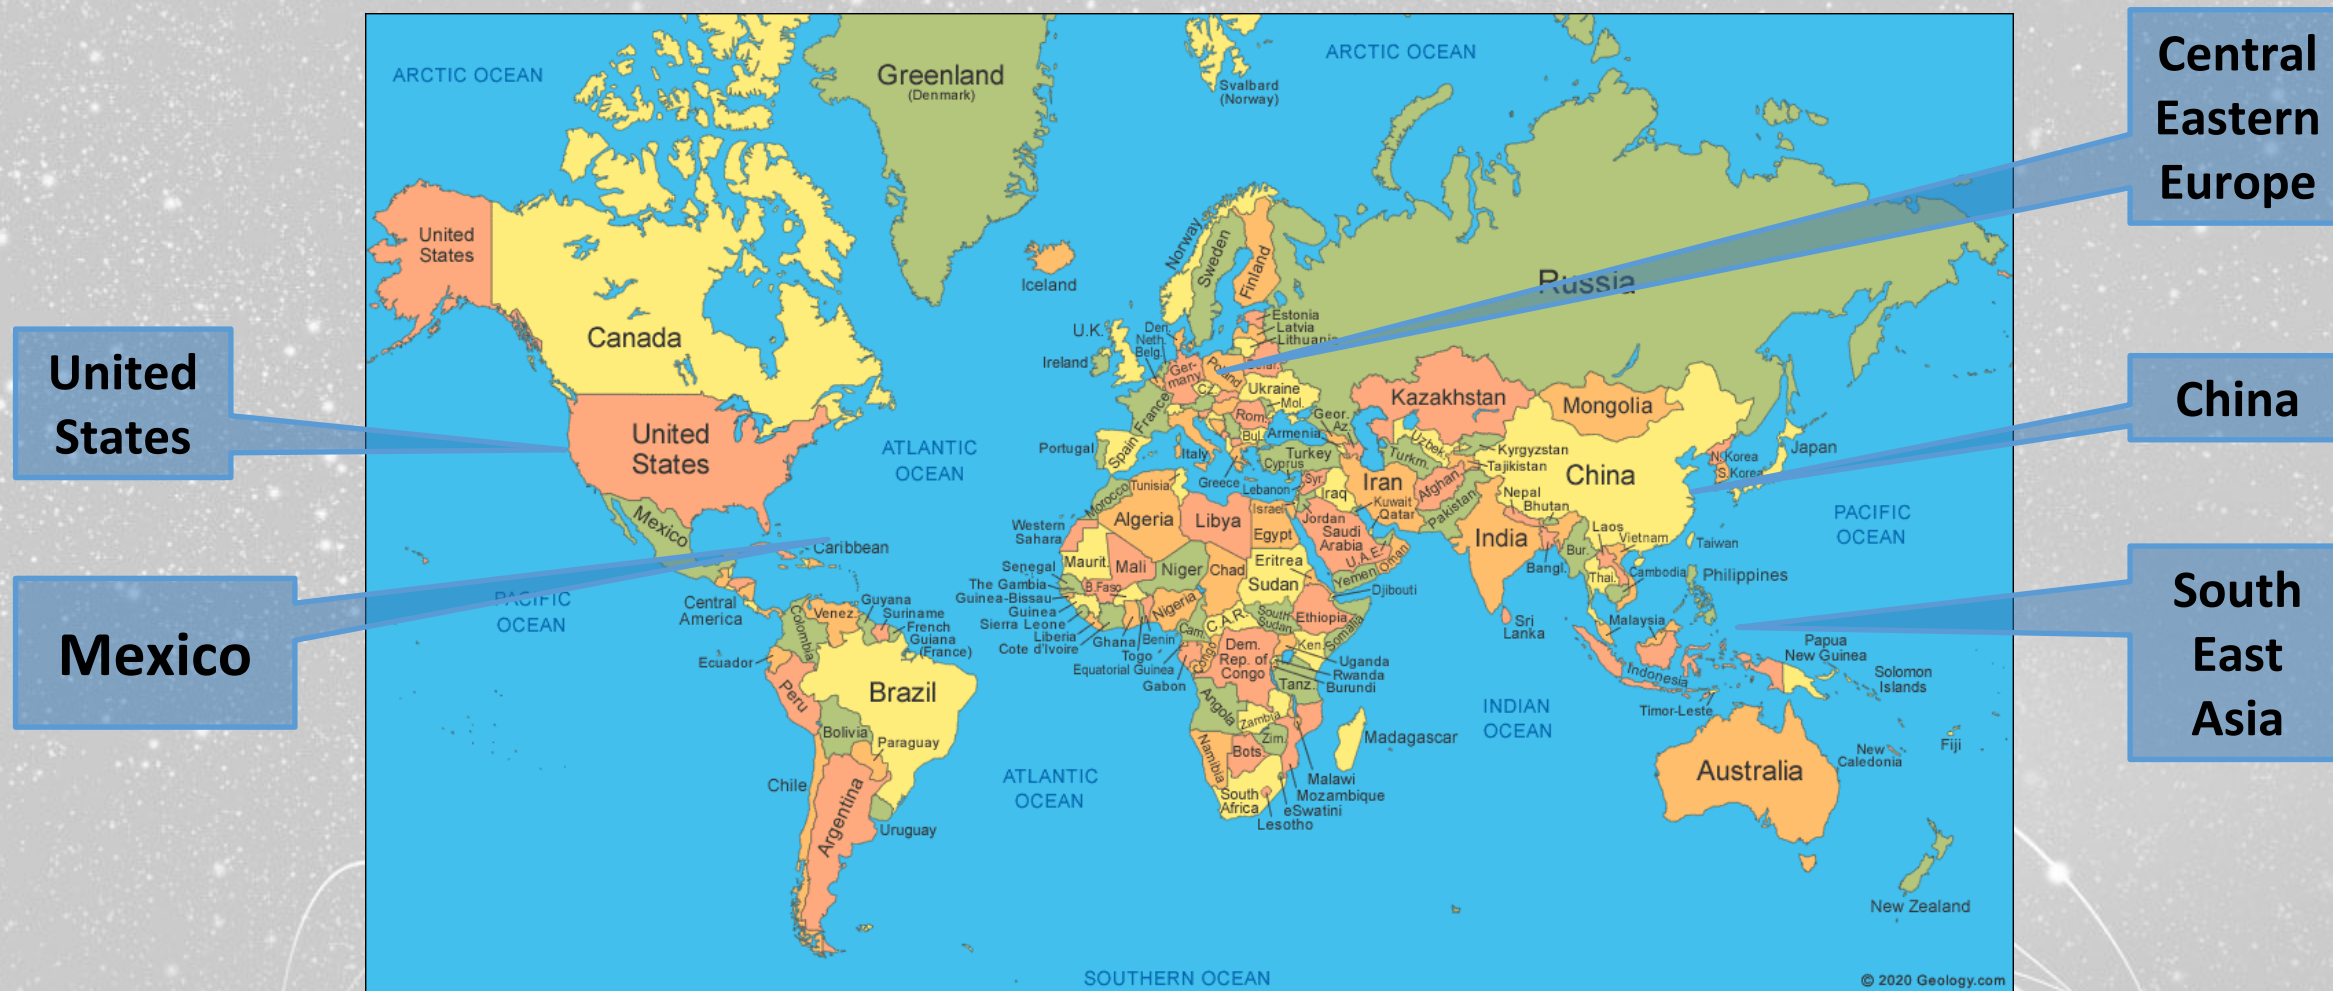 Central
Eastern
Europe
United
States
China
Mexico
South
East
Asia
ARCTIC OCEAN
ARCTIC OCEAN
Greenland
(Denmark)
Svalbard
(Norway)
United
States
Canada
Iceland
Norway
Sweden
Finland
Russia
Estonia
Latvia
Lithuania
U.K.
Ireland
Den.
Neth.
Belg.
Ger-
many
Poland
Belar.
Cz.
Ukraine
Mol.
France
Rom.
Bul.
Portugal
Spain
Italy
Greece
Geor.
Az.
Armenia
Turkey
Cyprus
Lebanon
Syr.
Israel
Iraq
Jordan
Iran
Kuwait
Qatar
Saudi
Arabia
U.A.E.
Oman
Yemen
Kazakhstan
Uzbek.
Turkm.
Kyrgyzstan
Tajikistan
Afghan.
Pakistan
Mongolia
China
N. Korea
S. Korea
Japan
Nepal
Bhutan
India
Bangl.
Bur.
Laos
Vietnam
Thai.
Cambodia
Taiwan
Philippines
Malaysia
Sri
Lanka
Indonesia
Timor-Leste
Papua
New Guinea
Solomon
Islands
Fiji
New
Caledonia
Australia
New Zealand
PACIFIC
OCEAN
INDIAN
OCEAN
United
States
Mexico
ATLANTIC
OCEAN
Caribbean
PACIFIC
OCEAN
Central
America
Venez.
Guyana
Suriname
French
Guiana
(France)
Colombia
Ecuador
Peru
Brazil
Bolivia
Paraguay
Chile
Argentina
Uruguay
ATLANTIC
OCEAN
Morocco
Tunisia
Algeria
Libya
Egypt
Western
Sahara
Maurit.
Mali
Niger
Chad
Eritrea
Sudan
Senegal
The Gambia
Guinea-Bissau
Guinea
Sierra Leone
Liberia
Cote d'Ivoire
B.Faso
Ghana
Togo
Benin
Nigeria
Cam.
C.A.R.
South
Sudan
Ethiopia
Djibouti
Somalia
Equatorial Guinea
Gabon
Congo
Dem.
Rep. of
Congo
Ken.
Uganda
Rwanda
Burundi
Tanz.
Angola
Zambia
Zim.
Namibia
Bots.
South
Africa
Madagascar
Malawi
Mozambique
eSwatini
Lesotho
SOUTHERN OCEAN
© 2020 Geology.com